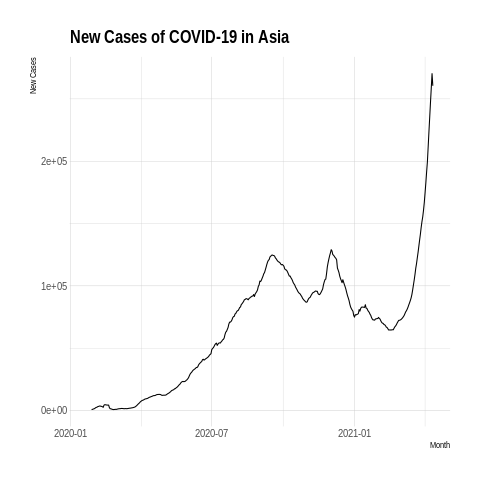 New Cases of COVID-19 in Asia
New Cases
2e+05
1e+05
0e+00
2020-01
2020-07
2021-01
Month